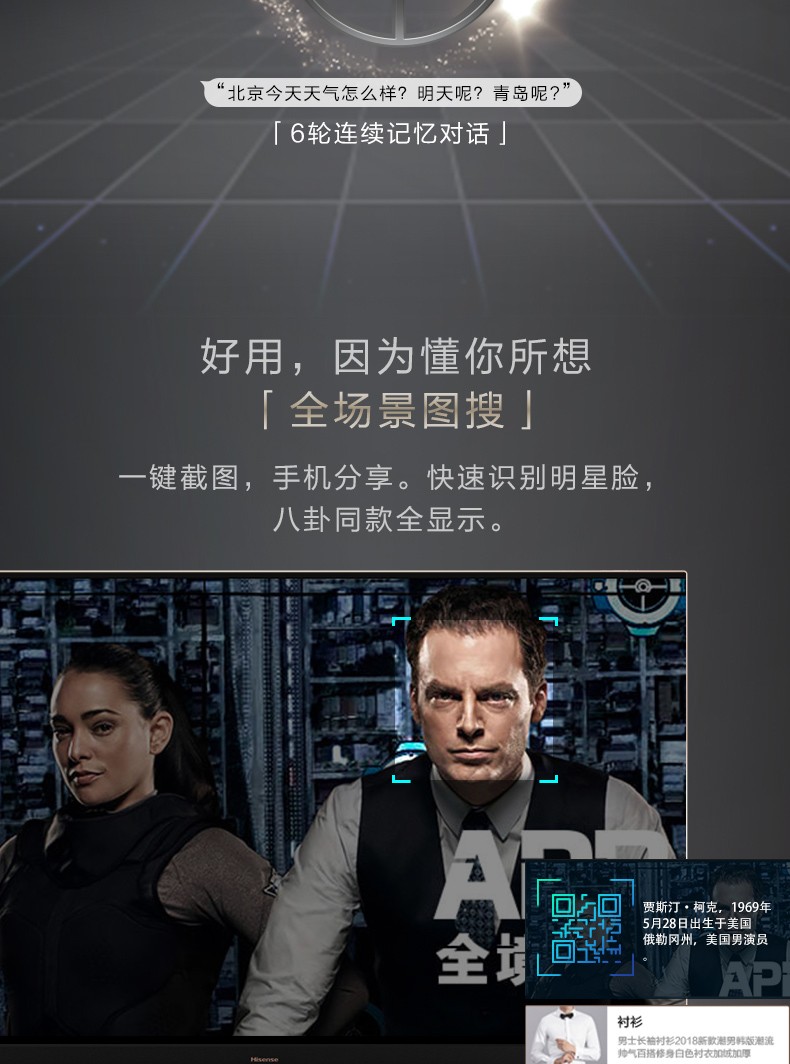 “北京今天天气怎么样？明天呢？青岛呢？”
「 6轮连续记忆对话 」
好用，因为懂你所想
「 全场景图搜 」
一键截图，手机分享。快速识别明星脸，
八卦同款全显示。
贾斯汀·柯克，1969年
5月28日出生于美国
俄勒冈州，美国男演员
。
AP
全境
AP
衬衫
男士长袖衬衫2018新款潮男韩版潮流
帅气百搭修身白色衬衣加绒加厚
Hisense